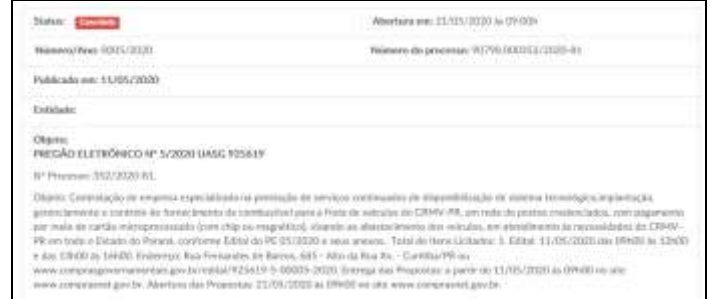 Status: Concluída Abertura em: 21/05/2020 às 09:00h
Número/Ano: 0005/2020 Número do processo:
Publicado em: 11/05/2020
Entidade:
Objeto:
PREGÃO ELETRÔNICO Nº 5/2020 UASG 925619
Nº Processo: 352/2020-81.
Objeto: Contratação de empresa especializada na prestação de serviços continuados de disponibilização de sistema tecnológico,implantação,
gerenciamento e controle do fornecimento de combustível para a frota de veículos do CRMV-PR, em rede de postos credenciados, com pagamento
por meio de cartão microprocessado (com chip ou magnético), visando ao abastecimento dos veículos, em atendimento às necessidades do CRMV-
PR em todo o Estado do Paraná, conforme Edital do PE 05/2020 e seus anexos. Total de Itens Licitados: 1. Edital: 11/05/2020 das 09h00 às 12h00
e das 13h00 às 16h00. Endereço: Rua Fernandes de Barros, 685 - Alto da Rua Xv, - Curitiba/PR ou
www.comprasgovernamentais.gov.br/edital/925619-5-00005-2020. Entrega das Propostas: a partir de 11/05/2020 às 09h00 no site
www.comprasnet.gov.br. Abertura das Propostas: 21/05/2020 às 09h00 no site www.comprasnet.gov.br.